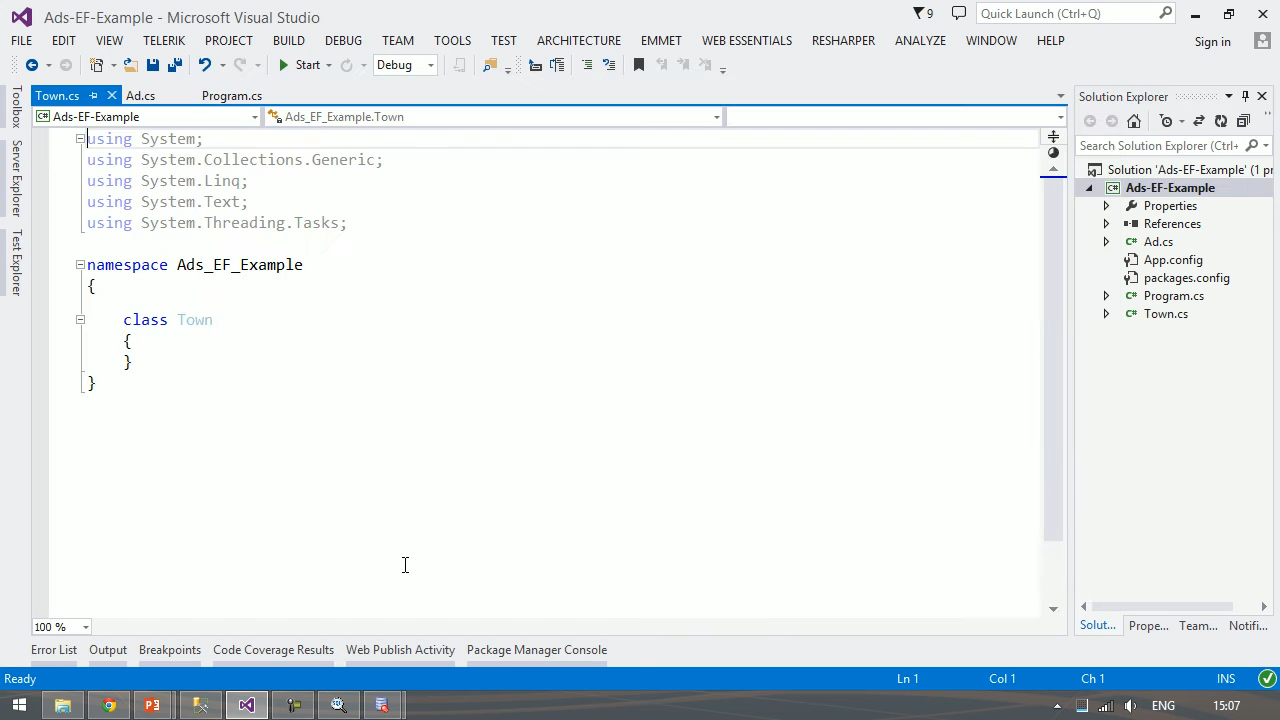 Ads-EF-Example - Microsoft Visual Studio
9
Quick Launch (Ctrl+Q)
FILE EDIT VIEW TELERIK PROJECT BUILD DEBUG TEAM TOOLS TEST ARCHITECTURE EMMET WEB ESSENTIALS RESHARPER ANALYZE WINDOW HELP Sign in
Start Debug
Toolbox
Server Explorer
Test Explorer
Town.cs Ad.cs Program.cs
Ads-EF-Example Ads_EF_Example.Town
using System;
using System.Collections.Generic;
using System.Linq;
using System.Text;
using System.Threading.Tasks;
namespace Ads_EF_Example
{
class Town
{
}
}
100 %
Solution Explorer
Search Solution Explorer (Ctrl+
Solution 'Ads-EF-Example' (1 pr
C# Ads-EF-Example
Properties
References
C# Ad.cs
App.config
packages.config
C# Program.cs
C# Town.cs
Solut... Prope... Team... Notifi...
Error List Output Breakpoints Code Coverage Results Web Publish Activity Package Manager Console
Ready Ln 1 Col 1 Ch 1 INS
ENG 15:07